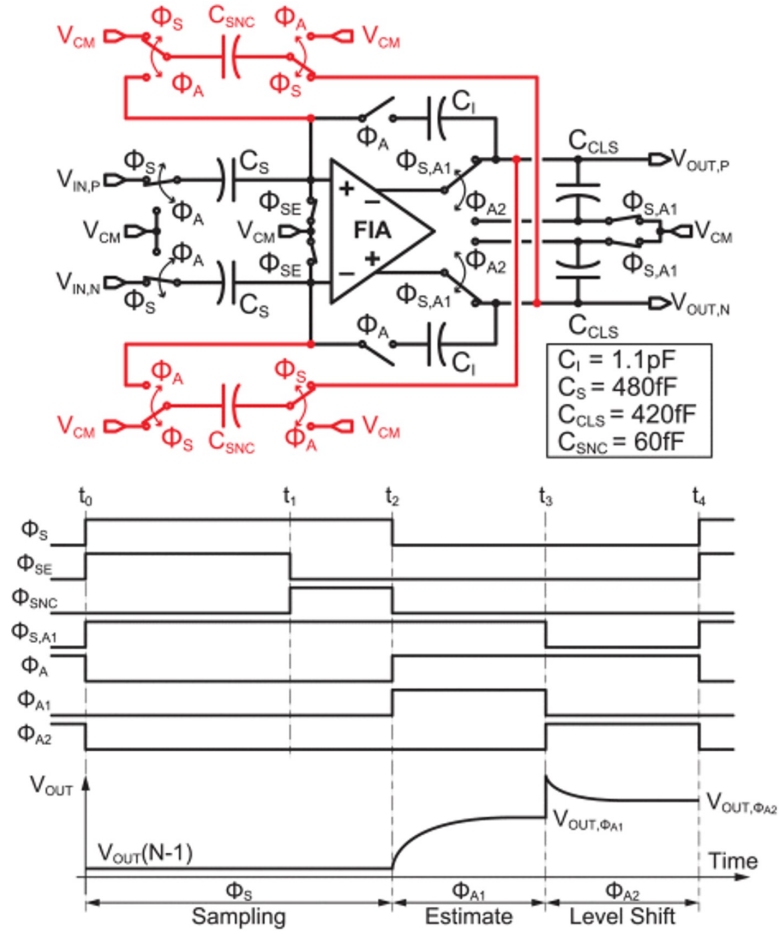 Φ_S C_SNC Φ_A
V_CM V_CM
Φ_A Φ_S
C_I
Φ_A
C_CLS
V_IN,P Φ_S C_S Φ_S,A1 V_OUT,P
Φ_A Φ_SE + − Φ_A2 Φ_S,A1
V_CM V_CM FIA V_CM
Φ_A Φ_SE Φ_A2 Φ_S,A1
V_IN,N Φ_S C_S − + Φ_S,A1 V_OUT,N
Φ_A C_I C_CLS
Φ_A Φ_S
V_CM Φ_S C_SNC Φ_A V_CM
C_I = 1.1pF
C_S = 480fF
C_CLS = 420fF
C_SNC = 60fF
t_0 t_1 t_2 t_3 t_4
Φ_S
Φ_SE
Φ_SNC
Φ_S,A1
Φ_A
Φ_A1
Φ_A2
V_OUT
V_OUT(N-1) V_OUT,Φ_A1 V_OUT,Φ_A2
Time
Φ_S Φ_A1 Φ_A2
Sampling Estimate Level Shift